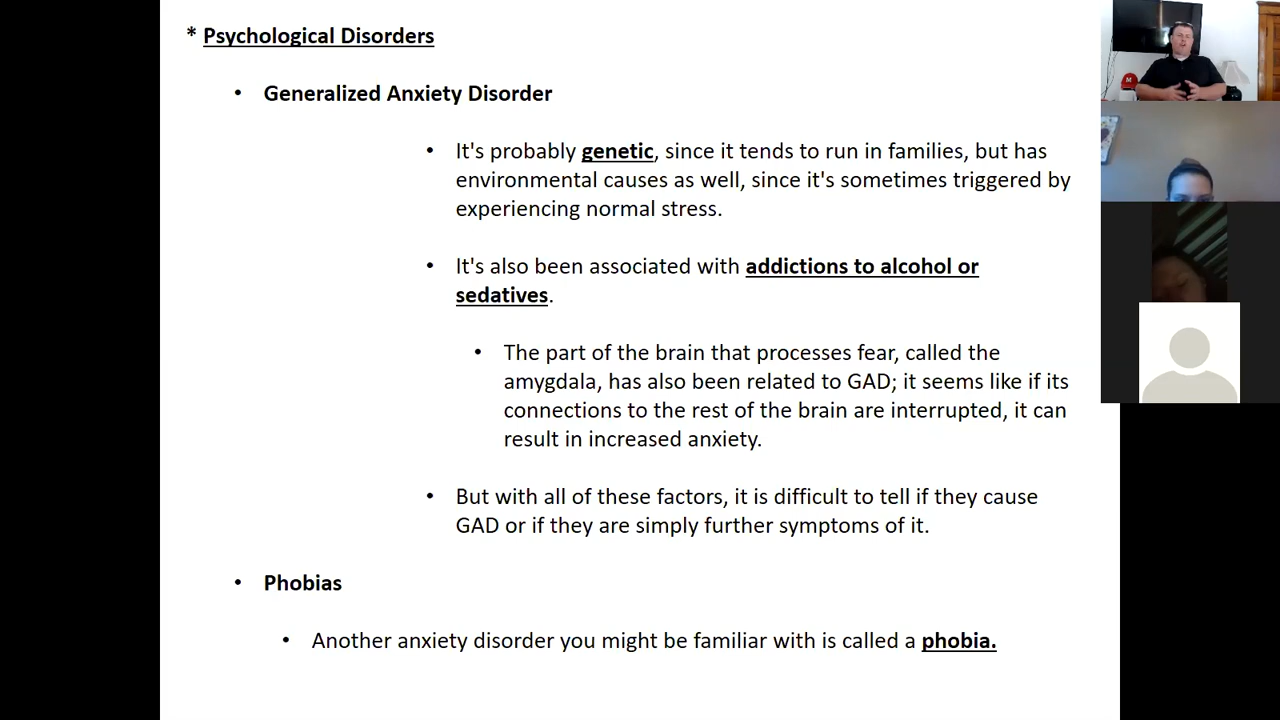 * Psychological Disorders
• Generalized Anxiety Disorder
• It's probably genetic, since it tends to run in families, but has
environmental causes as well, since it's sometimes triggered by
experiencing normal stress.
• It's also been associated with addictions to alcohol or
sedatives.
• The part of the brain that processes fear, called the
amygdala, has also been related to GAD; it seems like if its
connections to the rest of the brain are interrupted, it can
result in increased anxiety.
• But with all of these factors, it is difficult to tell if they cause
GAD or if they are simply further symptoms of it.
• Phobias
• Another anxiety disorder you might be familiar with is called a phobia.
M